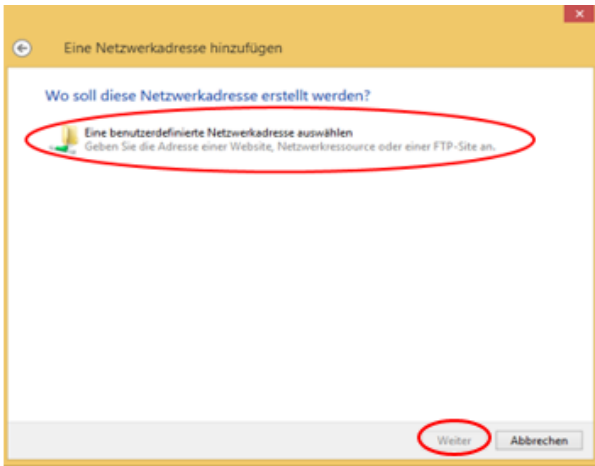 Eine Netzwerkadresse hinzufügen
Wo soll diese Netzwerkadresse erstellt werden?
Eine benutzerdefinierte Netzwerkadresse auswählen
Geben Sie die Adresse einer Website, Netzwerkressource oder einer FTP-Site an.
Weiter Abbrechen